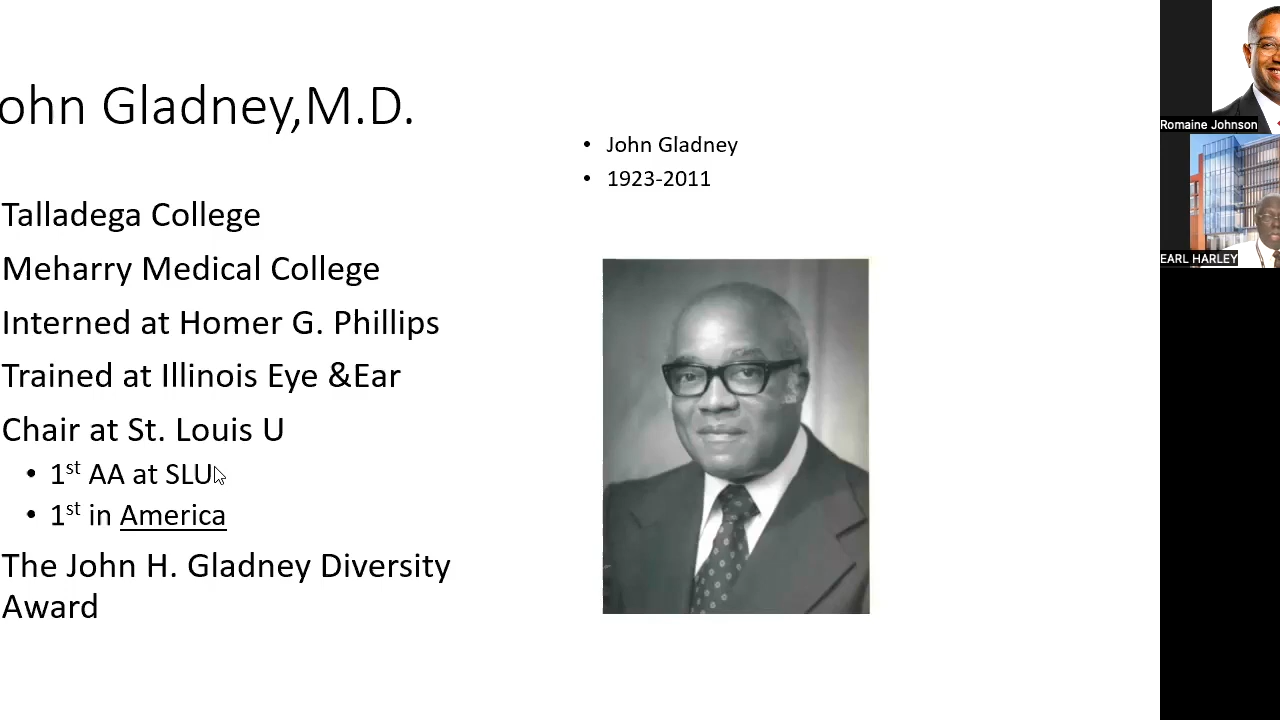 ohn Gladney,M.D.
Talladega College
Meharry Medical College
Interned at Homer G. Phillips
Trained at Illinois Eye &Ear
Chair at St. Louis U
• 1st AA at SLU
• 1st in America
The John H. Gladney Diversity
Award
• John Gladney
• 1923-2011
Romaine Johnson
EARL HARLEY